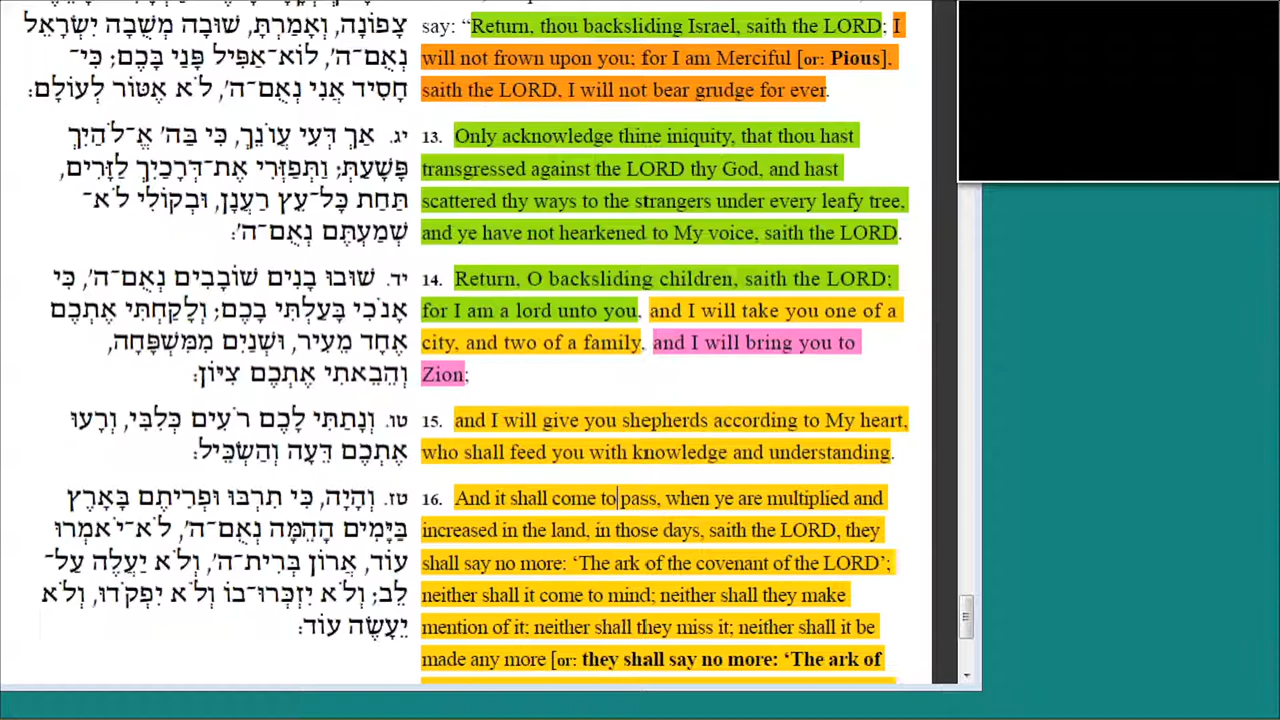 צָפוֹנָה, וְאָמַרְתָּ, שׁוּבָה מְשֻׁבָה יִשְׂרָאֵל
נְאֻם־ה', לוֹא־אַפִּיל פָּנַי בָּכֶם; כִּי־
חָסִיד אֲנִי נְאֻם־ה', לֹא אֶטּוֹר לְעוֹלָם:
say: “Return, thou backsliding Israel, saith the LORD; I
will not frown upon you; for I am Merciful [or: Pious],
saith the LORD, I will not bear grudge for ever.
יג. אַךְ דְּעִי עֲוֺנֵךְ, כִּי בַּה' אֱ־לֹהַיִךְ
פָּשָׁעַתְּ; וַתְּפַזְּרִי אֶת־דְּרָכַיִךְ לַזָּרִים,
תַּחַת כָּל־עֵץ רַעֲנָן, וּבְקוֹלִי לֹא־
שְׁמַעְתֶּם נְאֻם־ה':
13. Only acknowledge thine iniquity, that thou hast
transgressed against the LORD thy God, and hast
scattered thy ways to the strangers under every leafy tree,
and ye have not hearkened to My voice, saith the LORD.
יד. שׁוּבוּ בָנִים שׁוֹבָבִים נְאֻם־ה', כִּי
אָנֹכִי בָּעַלְתִּי בָכֶם; וְלָקַחְתִּי אֶתְכֶם
אֶחָד מֵעִיר, וּשְׁנַיִם מִמִּשְׁפָּחָה,
וְהֵבֵאתִי אֶתְכֶם צִיּוֹן:
14. Return, O backsliding children, saith the LORD;
for I am a lord unto you, and I will take you one of a
city, and two of a family, and I will bring you to
Zion;
טו. וְנָתַתִּי לָכֶם רֹעִים כְּלִבִּי, וְרָעוּ
אֶתְכֶם דֵּעָה וְהַשְׂכֵּיל:
15. and I will give you shepherds according to My heart,
who shall feed you with knowledge and understanding.
טז. וְהָיָה, כִּי תִרְבּוּ וּפְרִיתֶם בָּאָרֶץ
בַּיָּמִים הָהֵמָּה נְאֻם־ה', לֹא־יֹאמְרוּ
עוֹד, אֲרוֹן בְּרִית־ה', וְלֹא יַעֲלֶה עַל־
לֵב; וְלֹא יִזְכְּרוּ־בוֹ וְלֹא יִפְקֹדוּ, וְלֹא
יֵעָשֶׂה עוֹד:
16. And it shall come to pass, when ye are multiplied and
increased in the land, in those days, saith the LORD, they
shall say no more: ‘The ark of the covenant of the LORD’;
neither shall it come to mind; neither shall they make
mention of it; neither shall they miss it; neither shall it be
made any more [or: they shall say no more: ‘The ark of